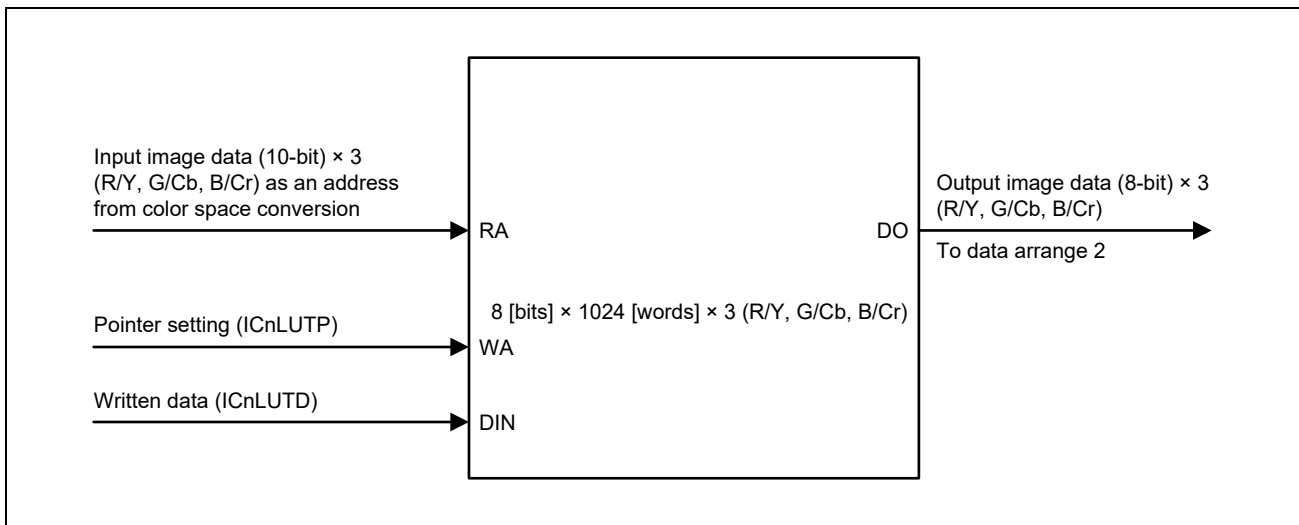 Input image data (10-bit) × 3
(R/Y, G/Cb, B/Cr) as an address
from color space conversion
RA
DO
Output image data (8-bit) × 3
(R/Y, G/Cb, B/Cr)
To data arrange 2
8 [bits] × 1024 [words] × 3 (R/Y, G/Cb, B/Cr)
Pointer setting (ICnLUTP)
WA
Written data (ICnLUTD)
DIN